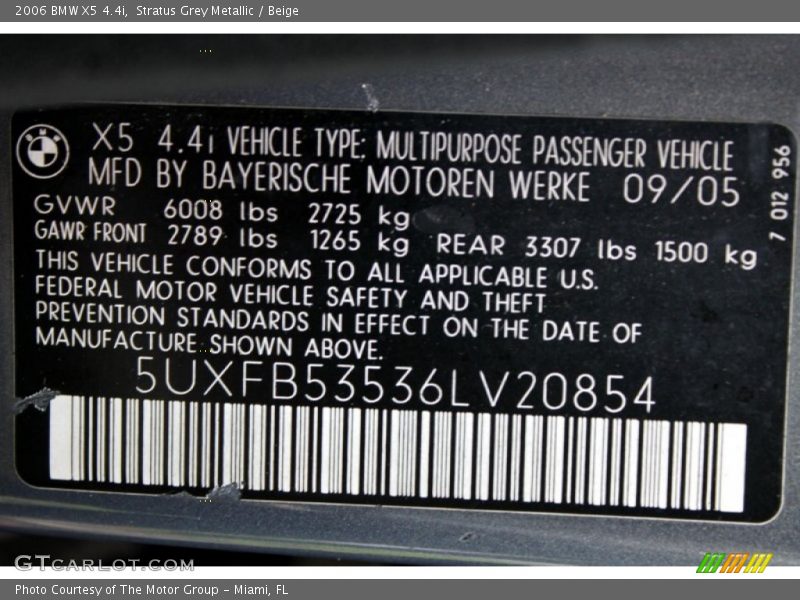 2006 BMW X5 4.4i, Stratus Grey Metallic / Beige
X5 4.4i VEHICLE TYPE: MULTIPURPOSE PASSENGER VEHICLE
MFD BY BAYERISCHE MOTOREN WERKE 09/05
GVWR 6008 lbs 2725 kg
GAWR FRONT 2789 lbs 1265 kg REAR 3307 lbs 1500 kg
THIS VEHICLE CONFORMS TO ALL APPLICABLE U.S.
FEDERAL MOTOR VEHICLE SAFETY AND THEFT
PREVENTION STANDARDS IN EFFECT ON THE DATE OF
MANUFACTURE SHOWN ABOVE.
5UXFB53536LV20854
7 012 956
GTCARLOT.COM
Photo Courtesy of The Motor Group - Miami, FL